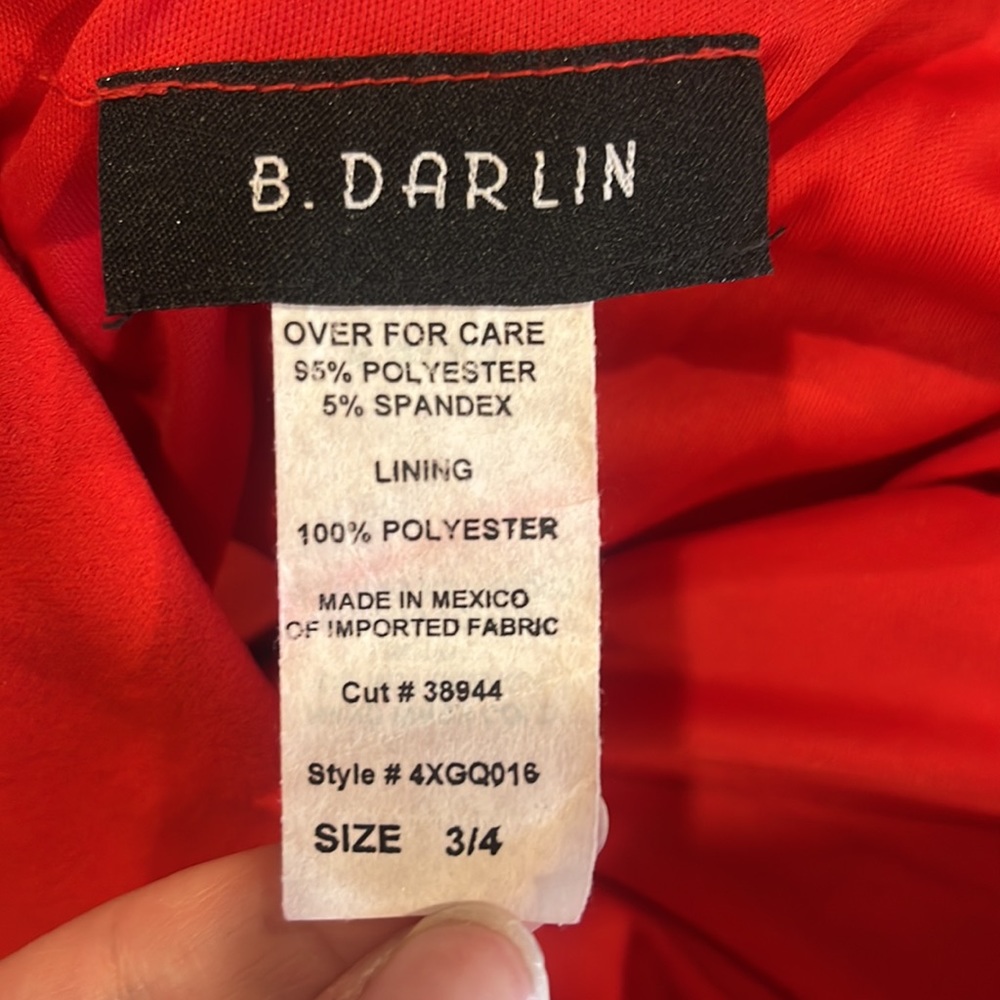 B. DARLIN
OVER FOR CARE
95% POLYESTER
5% SPANDEX
LINING
100% POLYESTER
MADE IN MEXICO
OF IMPORTED FABRIC
Cut # 38944
Style # 4XGQ016
SIZE 3/4